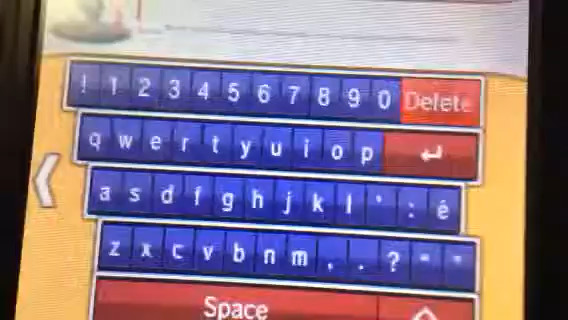 ! 1 2 3 4 5 6 7 8 9 0 Delete
q w e r t y u i o p ↵
a s d f g h j k l ' : é
z x c v b n m , . ? “ ”
Space